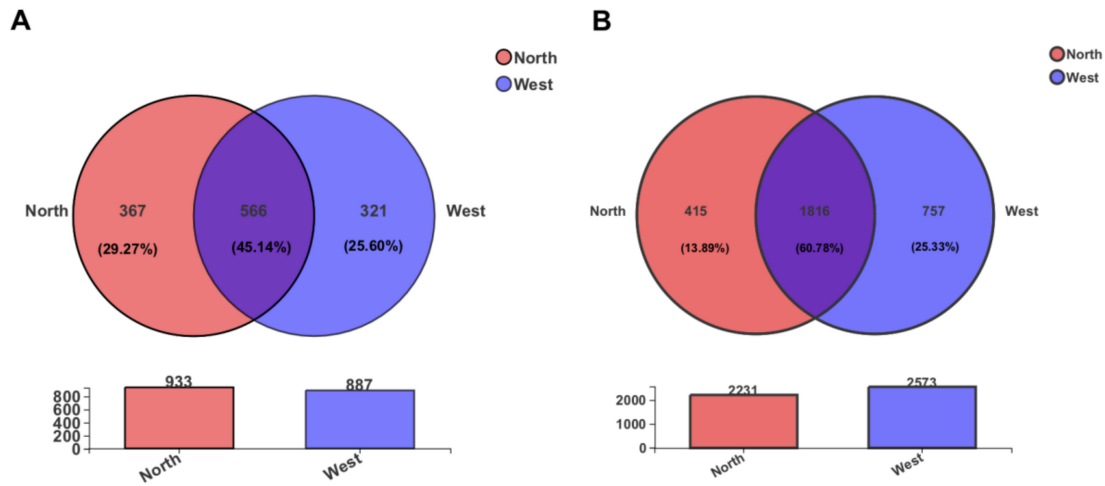 A
North
West
North
367
566
321
West
(29.27%)
(45.14%)
(25.60%)
800
600
400
200
0
933
887
North
West
B
North
West
North
415
1816
757
West
(13.89%)
(60.78%)
(25.33%)
2000
1000
0
2231
2573
North
West